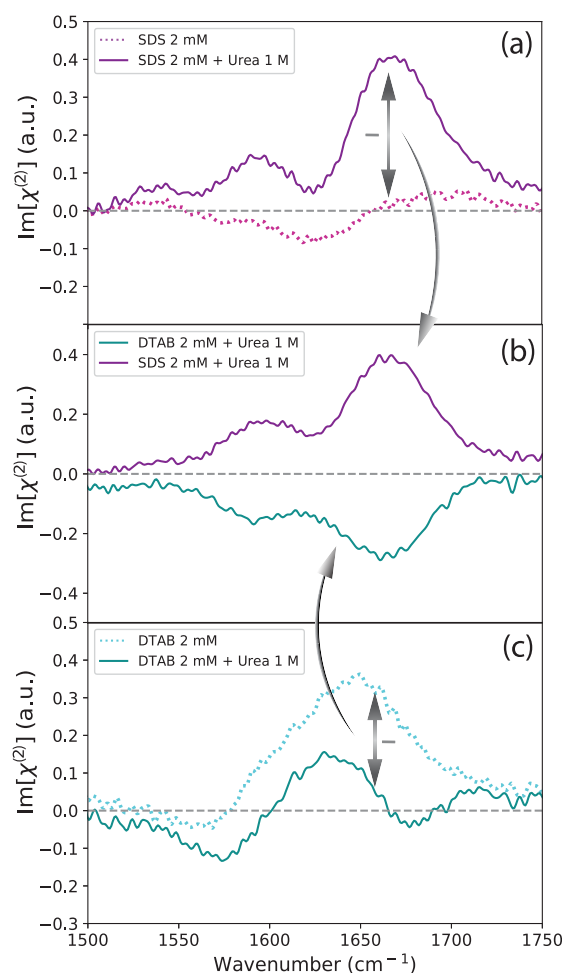 (a)
SDS 2 mM
SDS 2 mM + Urea 1 M
Im[χ(2)] (a.u.)
0.5
0.4
0.3
0.2
0.1
0.0
−0.1
−0.2
(b)
DTAB 2 mM + Urea 1 M
SDS 2 mM + Urea 1 M
Im[χ(2)] (a.u.)
0.4
0.2
0.0
−0.2
−0.4
(c)
DTAB 2 mM
DTAB 2 mM + Urea 1 M
Im[χ(2)] (a.u.)
0.5
0.4
0.3
0.2
0.1
0.0
−0.1
−0.2
−0.3
1500 1550 1600 1650 1700 1750
Wavenumber (cm⁻¹)